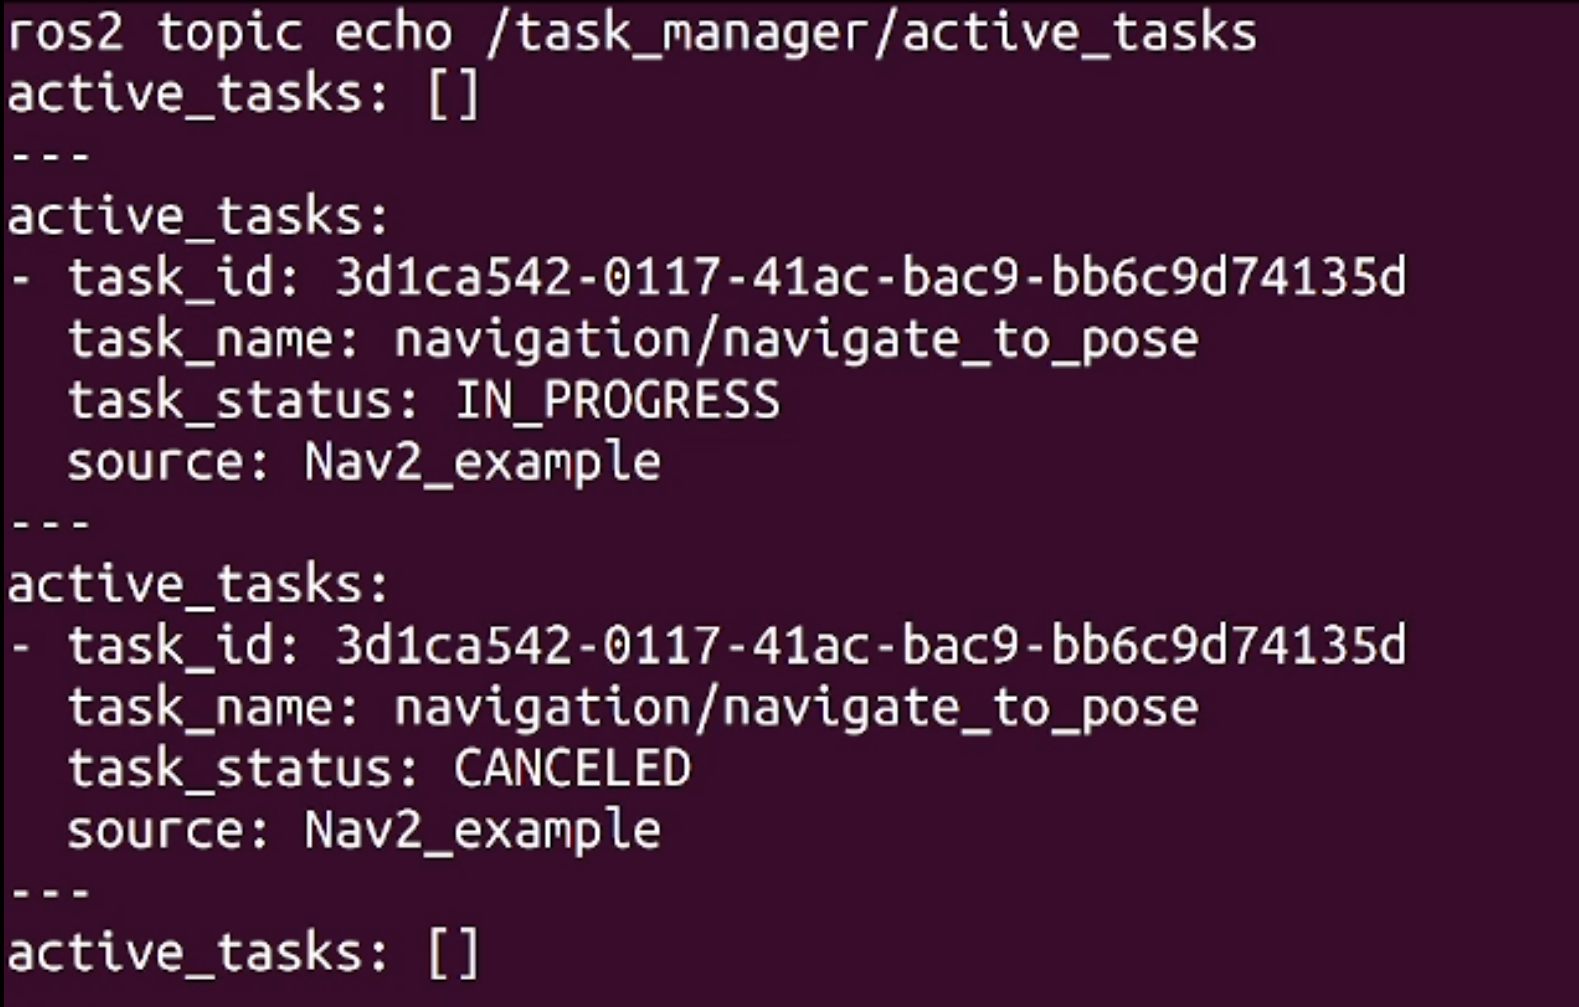 ros2 topic echo /task_manager/active_tasks
active_tasks: []
---
active_tasks:
- task_id: 3d1ca542-0117-41ac-bac9-bb6c9d74135d
  task_name: navigation/navigate_to_pose
  task_status: IN_PROGRESS
  source: Nav2_example
---
active_tasks:
- task_id: 3d1ca542-0117-41ac-bac9-bb6c9d74135d
  task_name: navigation/navigate_to_pose
  task_status: CANCELED
  source: Nav2_example
---
active_tasks: []